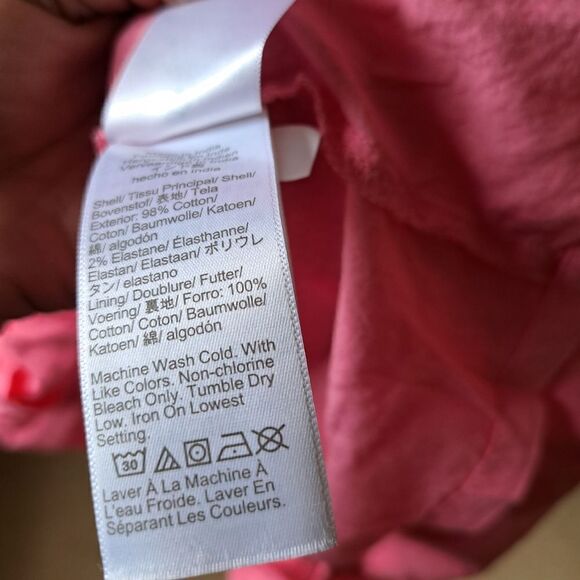 hecho en India
Shell/ Tissu Principal/ Shell/
Bovenstof/ 表地/ Tela
Exterior: 98% Cotton/
Coton/ Baumwolle/ Katoen/
綿/ algodón
2% Elastane/ Élasthanne/
Elastan/ Elastaan/ ポリウレ
タン/ elastano
Lining/ Doublure/ Futter/
Voering/ 裏地/ Forro: 100%
Cotton/ Coton/ Baumwolle/
Katoen/ 綿/ algodón
Machine Wash Cold. With
Like Colors. Non-chlorine
Bleach Only. Tumble Dry
Low. Iron On Lowest
Setting.
30
Laver À La Machine À
L'eau Froide. Laver En
Séparant Les Couleurs.